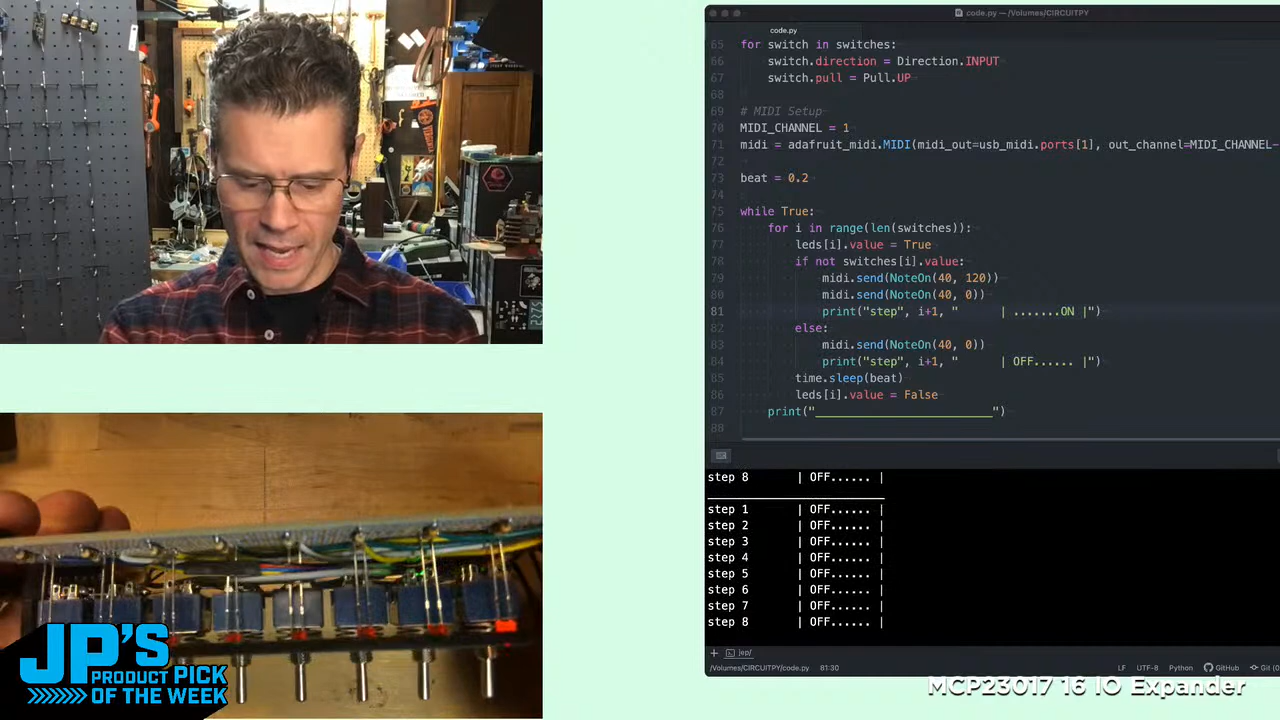 code.py — /Volumes/CIRCUITPY
code.py
65 for switch in switches:
66 switch.direction = Direction.INPUT
67 switch.pull = Pull.UP
68
69 # MIDI Setup
70 MIDI_CHANNEL = 1
71 midi = adafruit_midi.MIDI(midi_out=usb_midi.ports[1], out_channel=MIDI_CHANNEL-
72
73 beat = 0.2
74
75 while True:
76 for i in range(len(switches)):
77 leds[i].value = True
78 if not switches[i].value:
79 midi.send(NoteOn(40, 120))
80 midi.send(NoteOn(40, 0))
81 print("step", i+1, " | .......ON |")
82 else:
83 midi.send(NoteOn(40, 0))
84 print("step", i+1, " | OFF...... |")
85 time.sleep(beat)
86 leds[i].value = False
87 print("__________________________")
88
step 8 | OFF...... |
__________________________
step 1 | OFF...... |
step 2 | OFF...... |
step 3 | OFF...... |
step 4 | OFF...... |
step 5 | OFF...... |
step 6 | OFF...... |
step 7 | OFF...... |
step 8 | OFF...... |
+ jep/
/Volumes/CIRCUITPY/code.py 81:30 LF UTF-8 Python GitHub Git (0
MCP23017 16 IO Expander
JP'S
PRODUCT PICK
OF THE WEEK